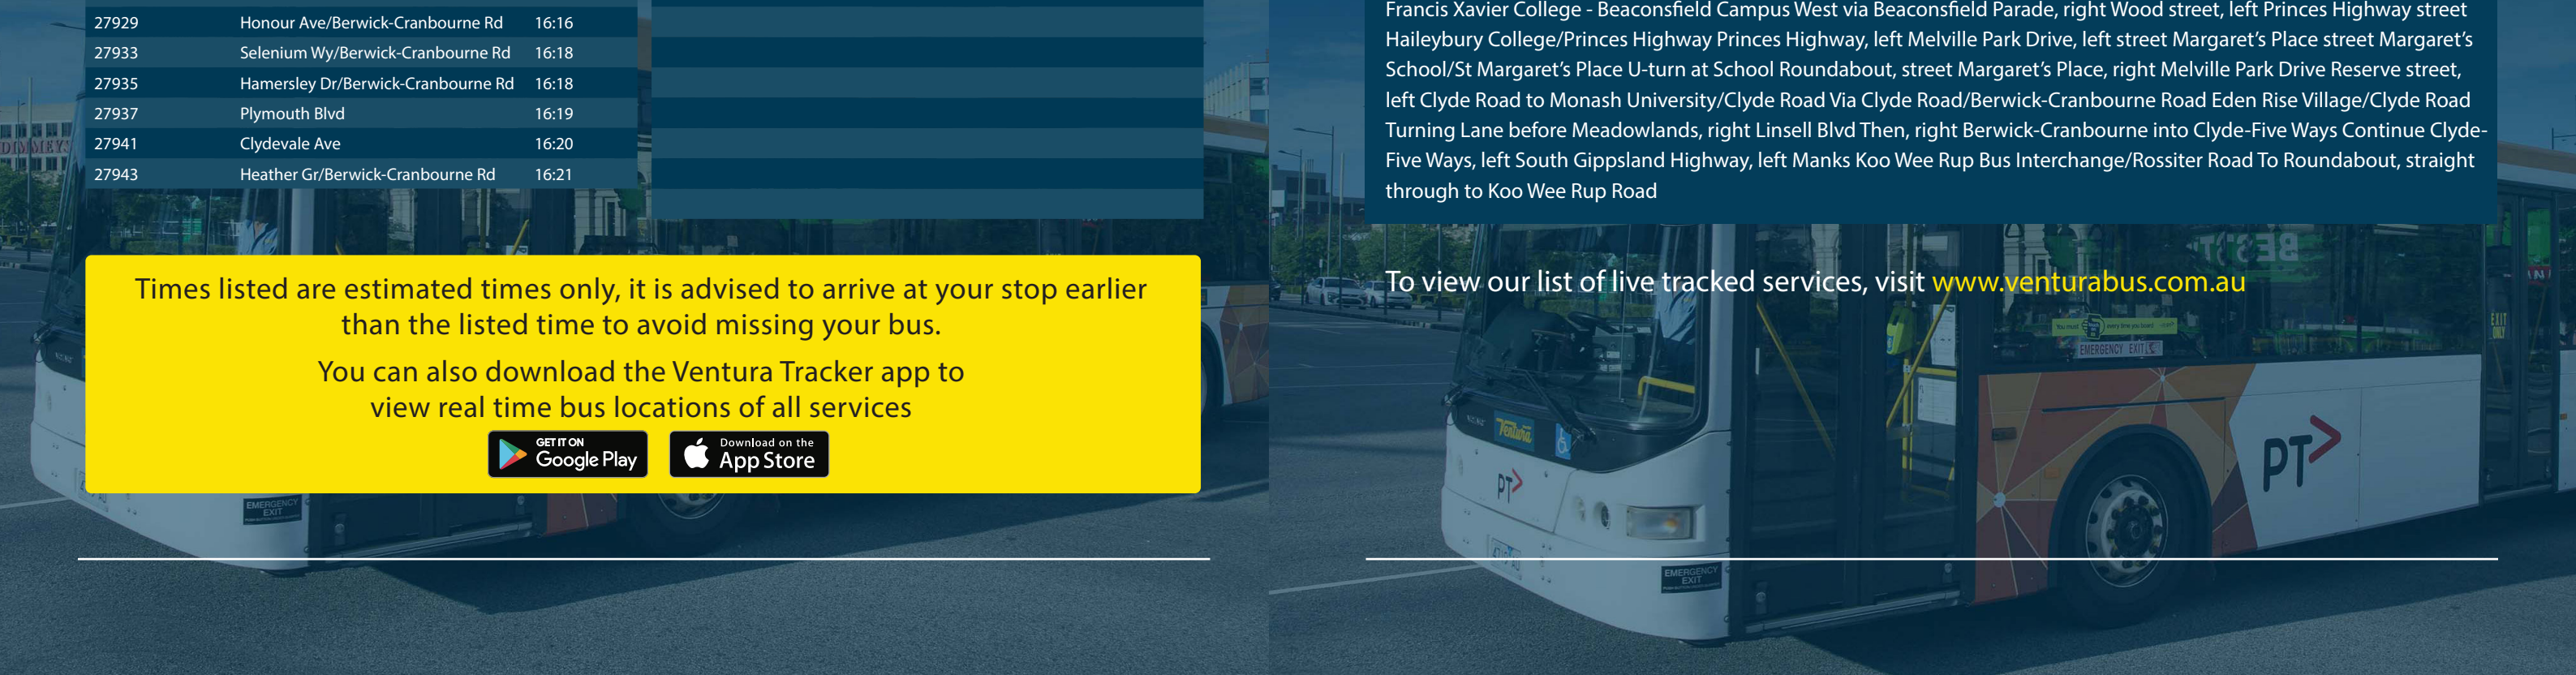 27929 Honour Ave/Berwick-Cranbourne Rd 16:16
27933 Selenium Wy/Berwick-Cranbourne Rd 16:18
27935 Hamersley Dr/Berwick-Cranbourne Rd 16:18
27937 Plymouth Blvd 16:19
27941 Clydevale Ave 16:20
27943 Heather Gr/Berwick-Cranbourne Rd 16:21
Times listed are estimated times only, it is advised to arrive at your stop earlier
than the listed time to avoid missing your bus.
You can also download the Ventura Tracker app to
view real time bus locations of all services
GET IT ON
Google Play
Download on the
App Store
EMERGENCY
EXIT
Francis Xavier College - Beaconsfield Campus West via Beaconsfield Parade, right Wood street, left Princes Highway street
Haileybury College/Princes Highway Princes Highway, left Melville Park Drive, left street Margaret's Place street Margaret's
School/St Margaret's Place U-turn at School Roundabout, street Margaret's Place, right Melville Park Drive Reserve street,
left Clyde Road to Monash University/Clyde Road Via Clyde Road/Berwick-Cranbourne Road Eden Rise Village/Clyde Road
Turning Lane before Meadowlands, right Linsell Blvd Then, right Berwick-Cranbourne into Clyde-Five Ways Continue Clyde-
Five Ways, left South Gippsland Highway, left Manks Koo Wee Rup Bus Interchange/Rossiter Road To Roundabout, straight
through to Koo Wee Rup Road
To view our list of live tracked services, visit www.venturabus.com.au
EMERGENCY EXIT
EXIT
ONLY
Ventura
PT
PT
EMERGENCY
EXIT